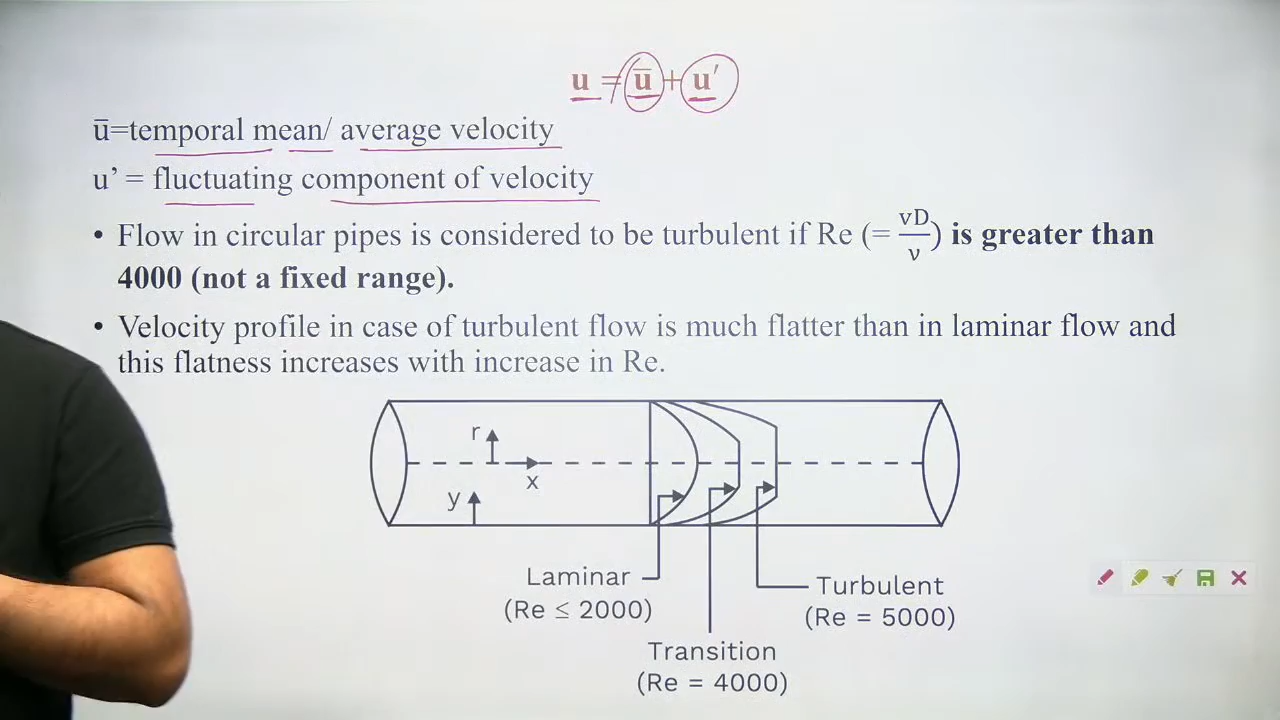 u = u̅ + u'
u̅=temporal mean/ average velocity
u' = fluctuating component of velocity
• Flow in circular pipes is considered to be turbulent if Re (= vD/ν) is greater than
4000 (not a fixed range).
• Velocity profile in case of turbulent flow is much flatter than in laminar flow and
this flatness increases with increase in Re.
r
x
y
Laminar
(Re ≤ 2000)
Turbulent
(Re = 5000)
Transition
(Re = 4000)